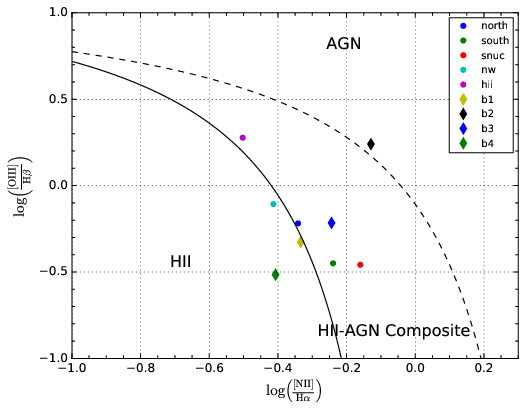 1.0
0.5
0.0
−0.5
−1.0
log([OIII]/Hβ)
AGN
HII
HII-AGN Composite
north
south
snuc
nw
hii
b1
b2
b3
b4
−1.0 −0.8 −0.6 −0.4 −0.2 0.0 0.2
log([NII]/Hα)